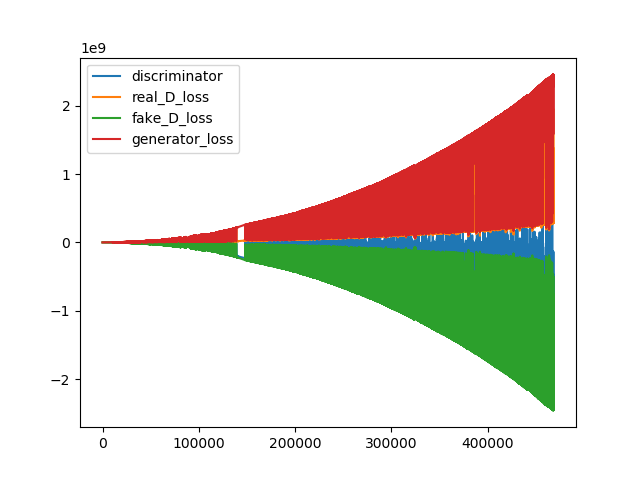 1e9
discriminator
real_D_loss
fake_D_loss
generator_loss
2
1
0
−1
−2
0 100000 200000 300000 400000